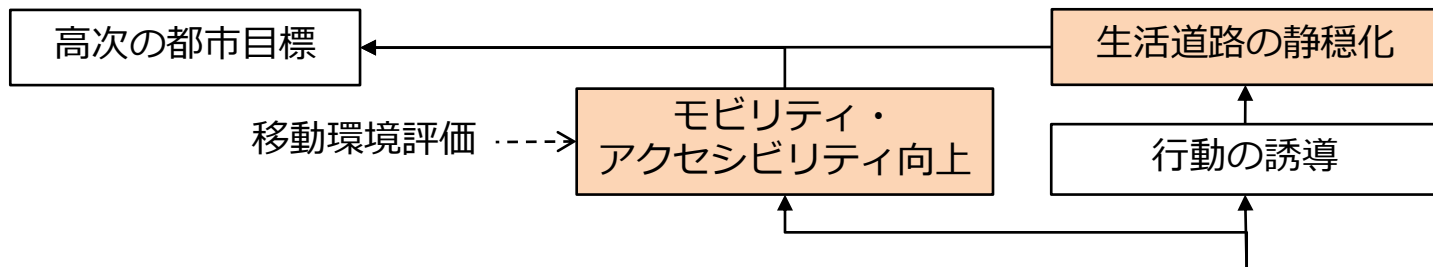 高次の都市目標
生活道路の静穏化
モビリティ・
アクセシビリティ向上
移動環境評価
行動の誘導